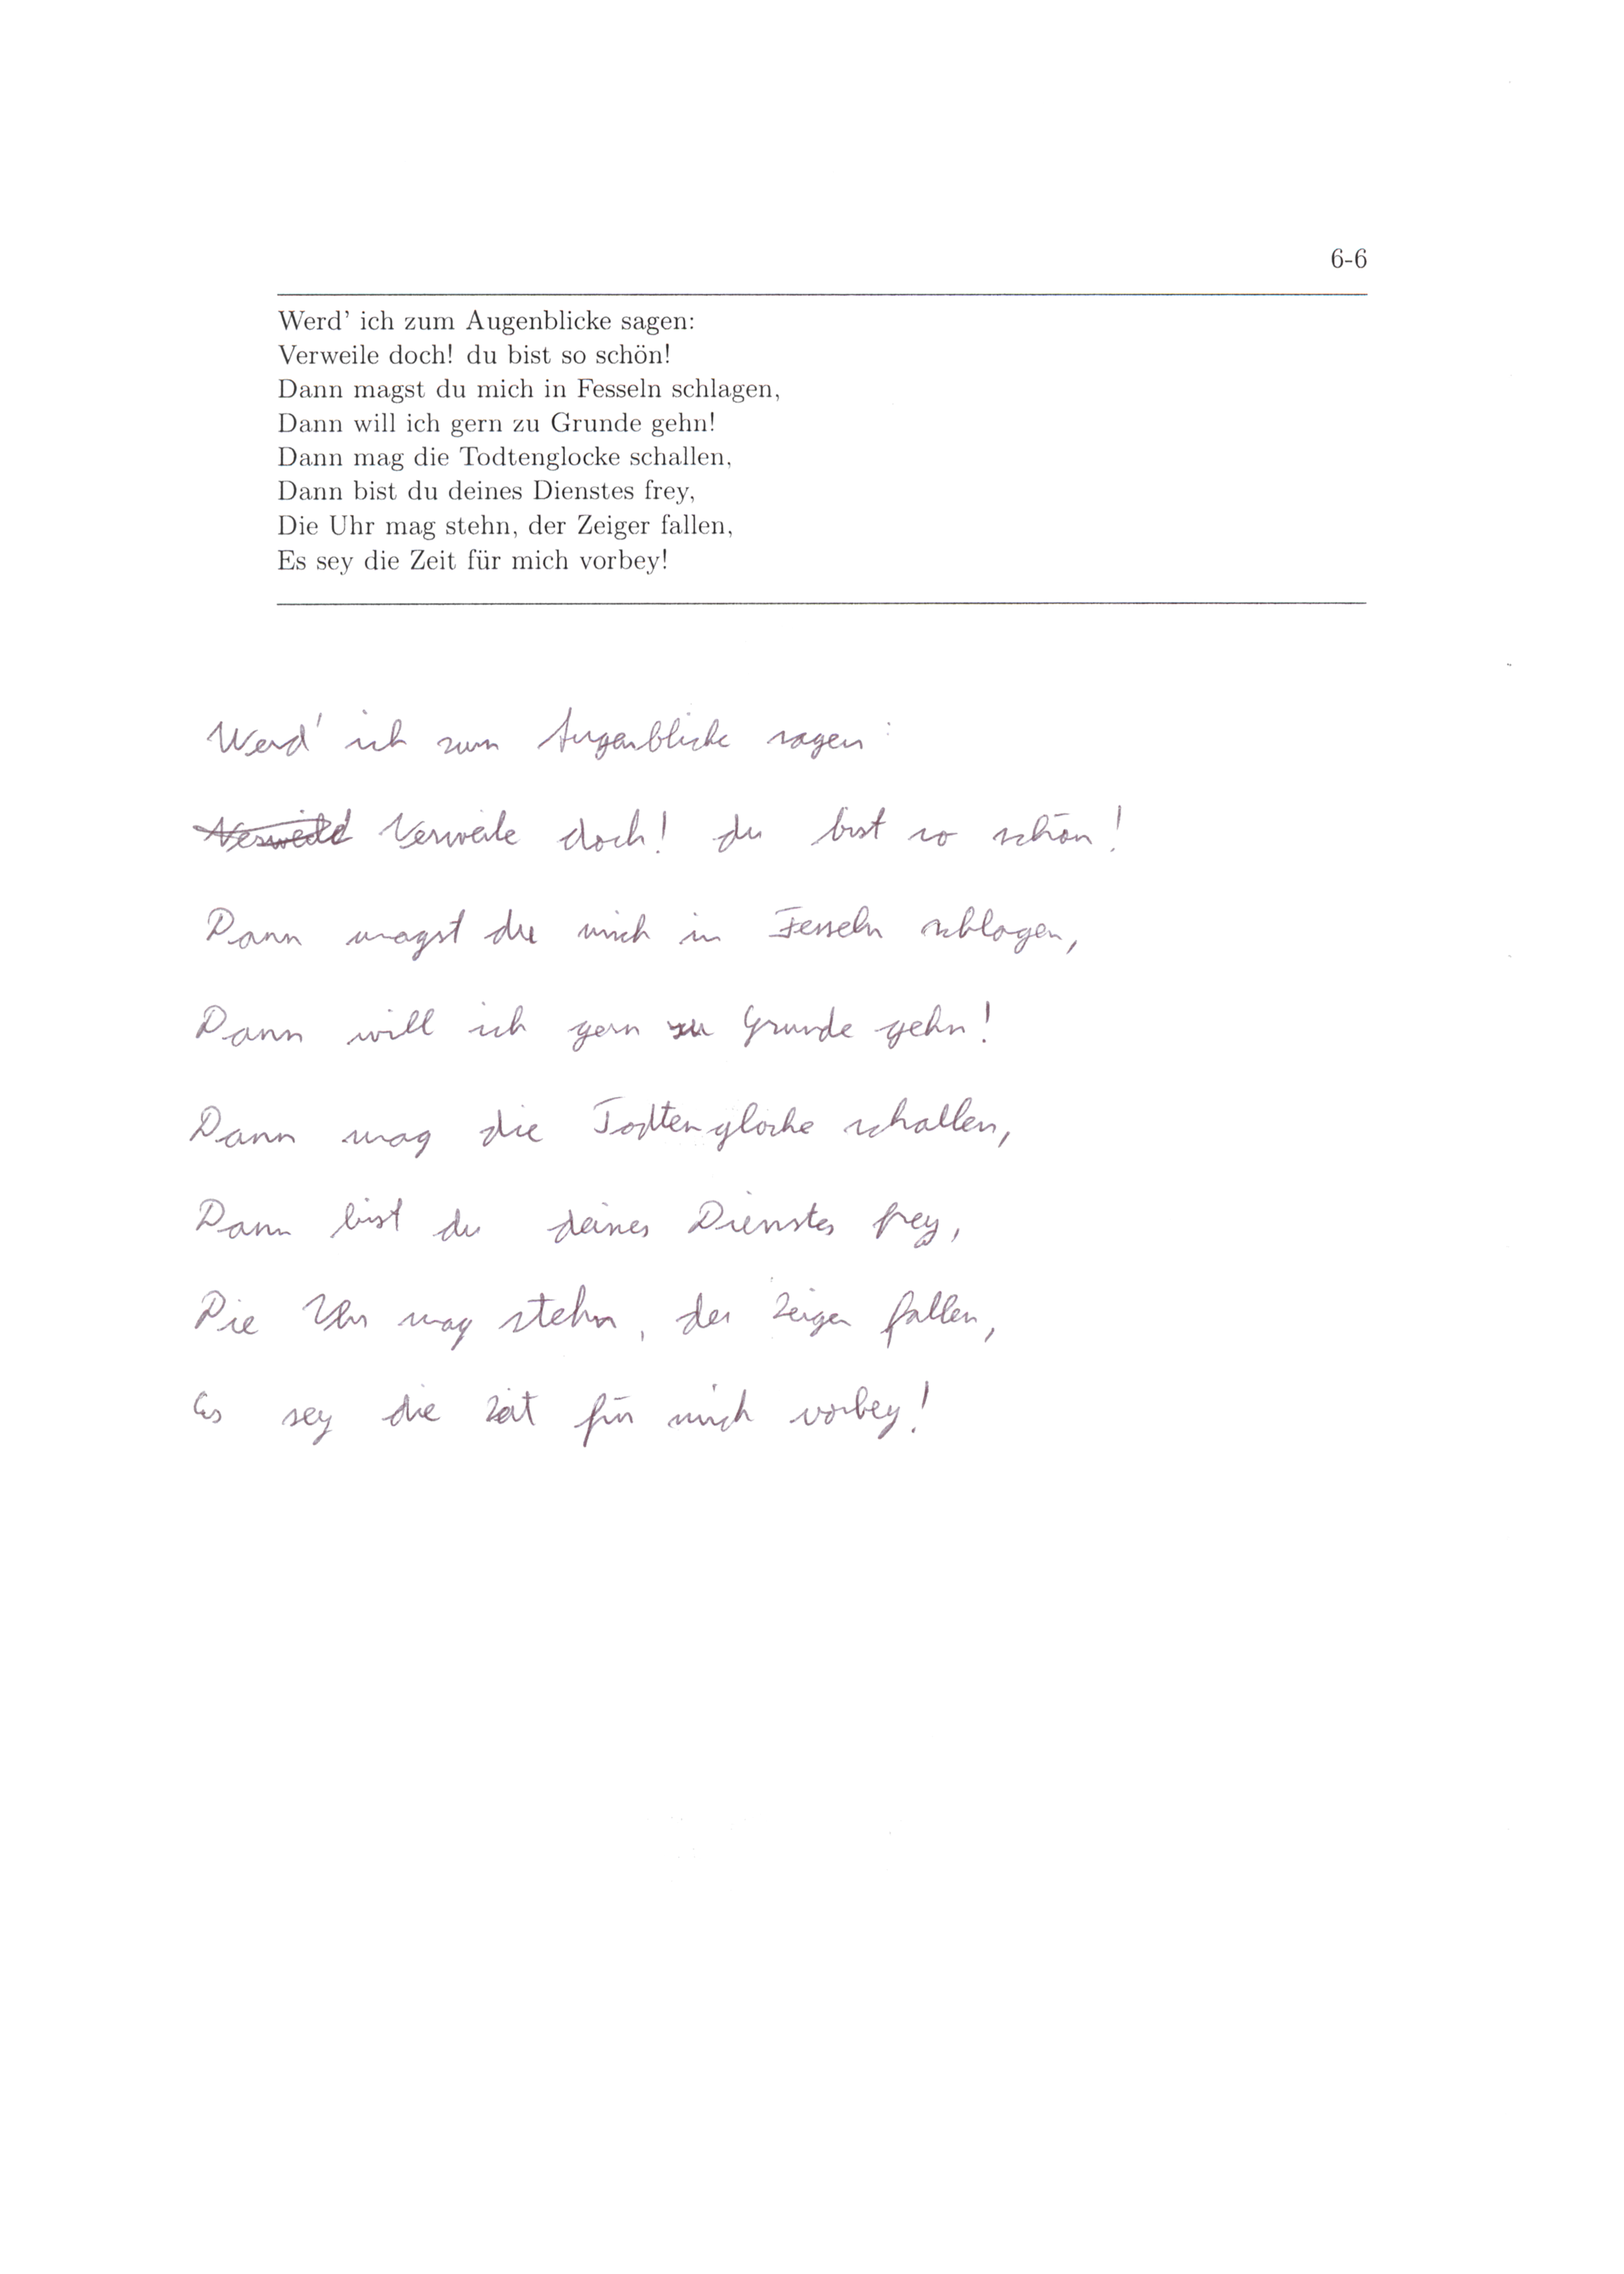 6-6
Werd' ich zum Augenblicke sagen:
Verweile doch! du bist so schön!
Dann magst du mich in Fesseln schlagen,
Dann will ich gern zu Grunde gehn!
Dann mag die Todtenglocke schallen,
Dann bist du deines Dienstes frey,
Die Uhr mag stehn, der Zeiger fallen,
Es sey die Zeit für mich vorbey!
Werd' ich zum Augenblicke sagen:
Verweile doch! du bist so schön!
Dann magst du mich in Fesseln schlagen,
Dann will ich gern zu Grunde gehn!
Dann mag die Todtenglocke schallen,
Dann bist du deines Dienstes frey,
Die Uhr mag stehn, der Zeiger fallen,
Es sey die Zeit für mich vorbey!